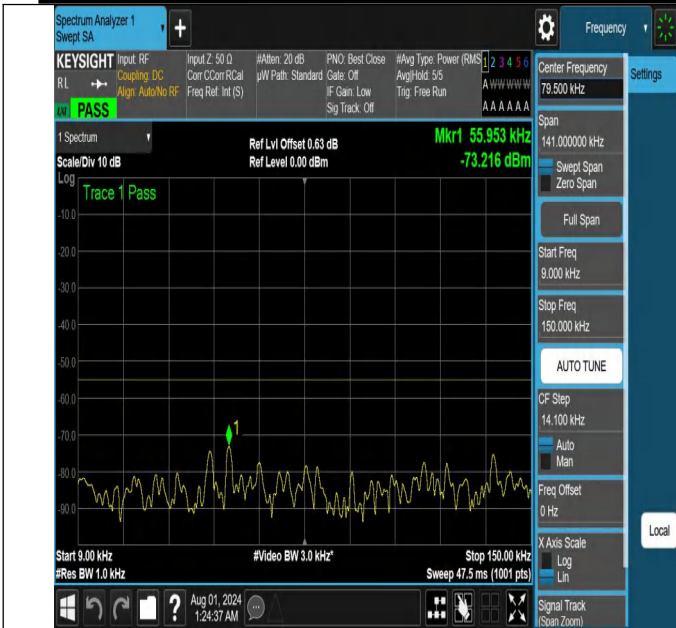 Spectrum Analyzer 1
Swept SA
+
Frequency
KEYSIGHT
RL
PASS
Input: RF
Coupling: DC
Align: Auto/No RF
Input Z: 50 Ω
Corr CCorr RCal
Freq Ref: Int (S)
#Atten: 20 dB
µW Path: Standard
PNO: Best Close
Gate: Off
IF Gain: Low
Sig Track: Off
#Avg Type: Power (RMS
Avg|Hold: 5/5
Trig: Free Run
1 2 3 4 5 6
A W W W W W
A A A A A A
Center Frequency
79.500 kHz
Settings
Span
141.000000 kHz
Swept Span
Zero Span
Full Span
Start Freq
9.000 kHz
Stop Freq
150.000 kHz
AUTO TUNE
CF Step
14.100 kHz
Auto
Man
Freq Offset
0 Hz
X Axis Scale
Log
Lin
Signal Track
(Span Zoom)
Local
1 Spectrum
Scale/Div 10 dB
Log
Ref Lvl Offset 0.63 dB
Ref Level 0.00 dBm
Mkr1 55.953 kHz
-73.216 dBm
Trace 1 Pass
-10.0
-20.0
-30.0
-40.0
-50.0
-60.0
-70.0
-80.0
-90.0
1
Start 9.00 kHz
#Res BW 1.0 kHz
#Video BW 3.0 kHz*
Stop 150.00 kHz
Sweep 47.5 ms (1001 pts)
?
Aug 01, 2024
1:24:37 AM